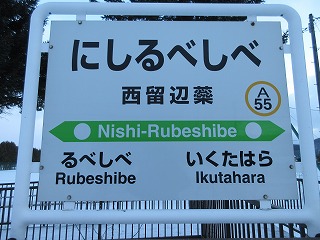 にしるべしべ
西留辺蘂
A
55
Nishi-Rubeshibe
るべしべ いくたはら
Rubeshibe Ikutahara